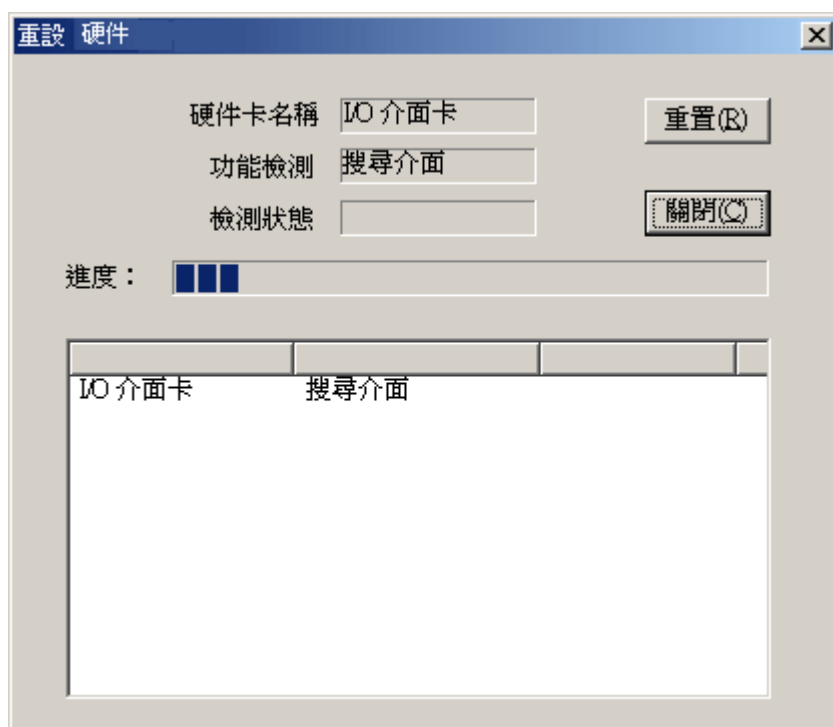 重設 硬件
硬件卡名稱 I/O 介面卡 重置(R)
功能檢測 搜尋介面
檢測狀態 關閉(C)
進度：
I/O 介面卡 搜尋介面